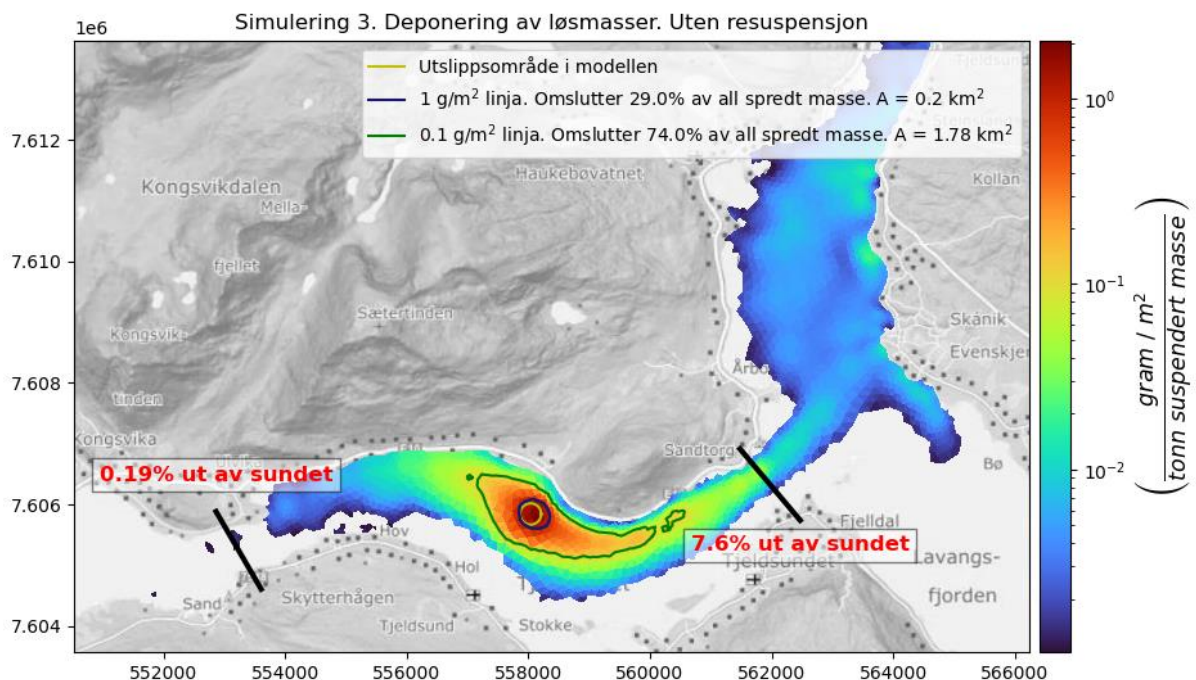 Simulering 3. Deponering av løsmasser. Uten resuspensjon
1e6
Utslippsområde i modellen
1 g/m² linja. Omslutter 29.0% av all spredt masse. A = 0.2 km²
0.1 g/m² linja. Omslutter 74.0% av all spredt masse. A = 1.78 km²
7.612
7.610
7.608
7.606
7.604
552000
554000
556000
558000
560000
562000
564000
566000
Kongsvikdalen
Mella-
fjellet
Haukebøvatnet
Kollan
Kongsvik-
tinden
Sætertinden
Skånik
Evenskjer
Kongsvika
Sandtorg
Bø
0.19% ut av sundet
7.6% ut av sundet
Hov
Hol
Fjelldal
Lavangs-
fjorden
Tjeldsundet
Sand
Skytterhågen
Tjeldsund
Stokke
10⁰
10⁻¹
10⁻²
gram / m²
tonn suspendert masse